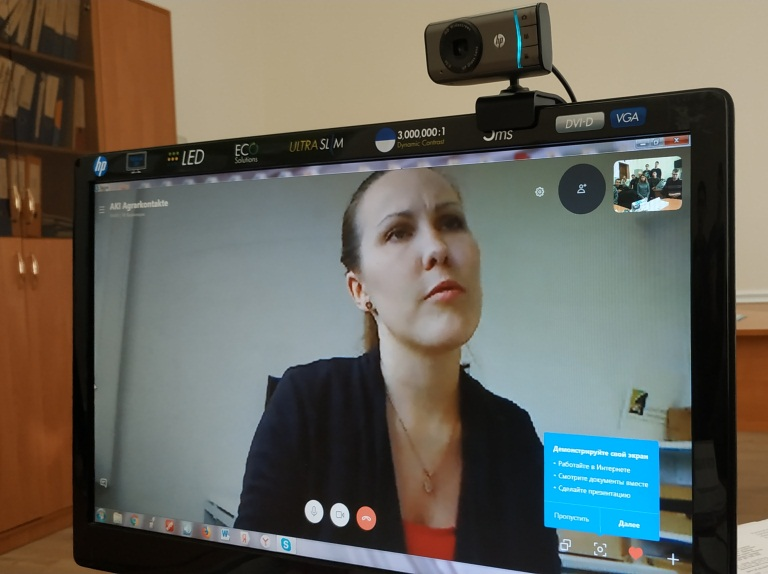 hp
hp
LED
ECO
Solutions
ULTRA SLIM
3,000,000:1
Dynamic Contrast
5ms
DVI-D
VGA
AKI Agrarkontakte
Демонстрируйте свой экран
• Работайте в Интернете
• Смотрите документы вместе
• Сделайте презентацию
Пропустить
Далее